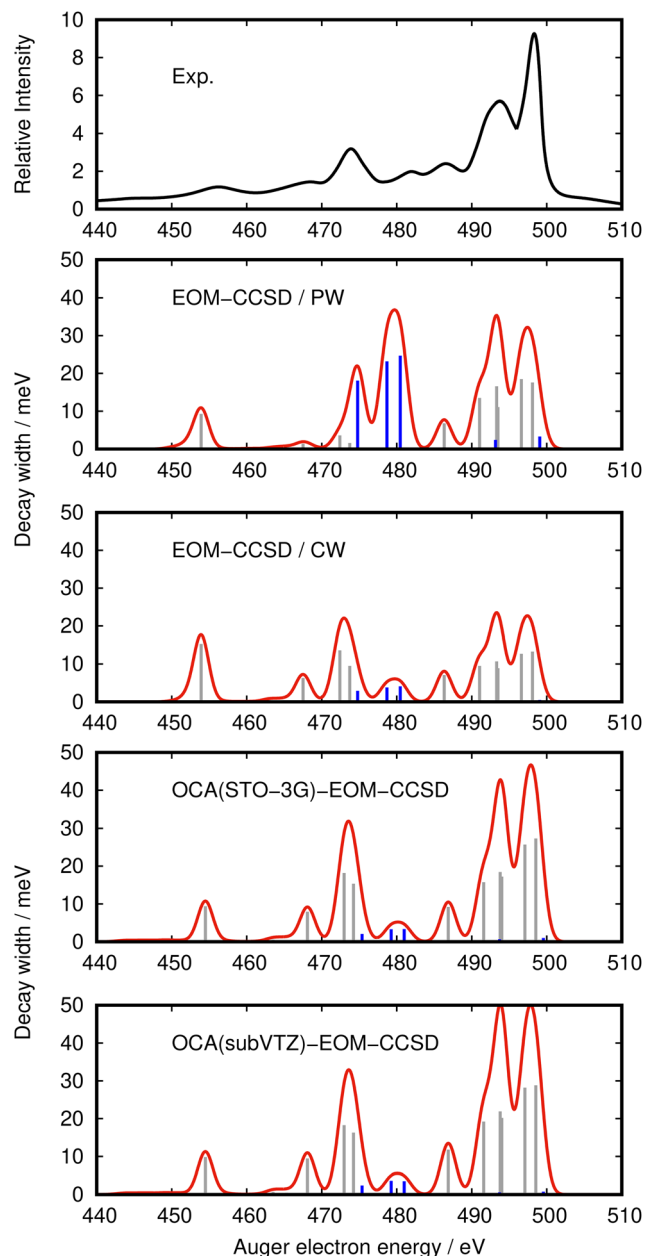 10
8
6
4
2
0
Relative Intensity
Exp.
440 450 460 470 480 490 500 510
50
40
30
20
10
0
Decay width / meV
EOM−CCSD / PW
440 450 460 470 480 490 500 510
50
40
30
20
10
0
EOM−CCSD / CW
440 450 460 470 480 490 500 510
50
40
30
20
10
0
Decay width / meV
OCA(STO−3G)−EOM−CCSD
440 450 460 470 480 490 500 510
50
40
30
20
10
0
OCA(subVTZ)−EOM−CCSD
440 450 460 470 480 490 500 510
Auger electron energy / eV